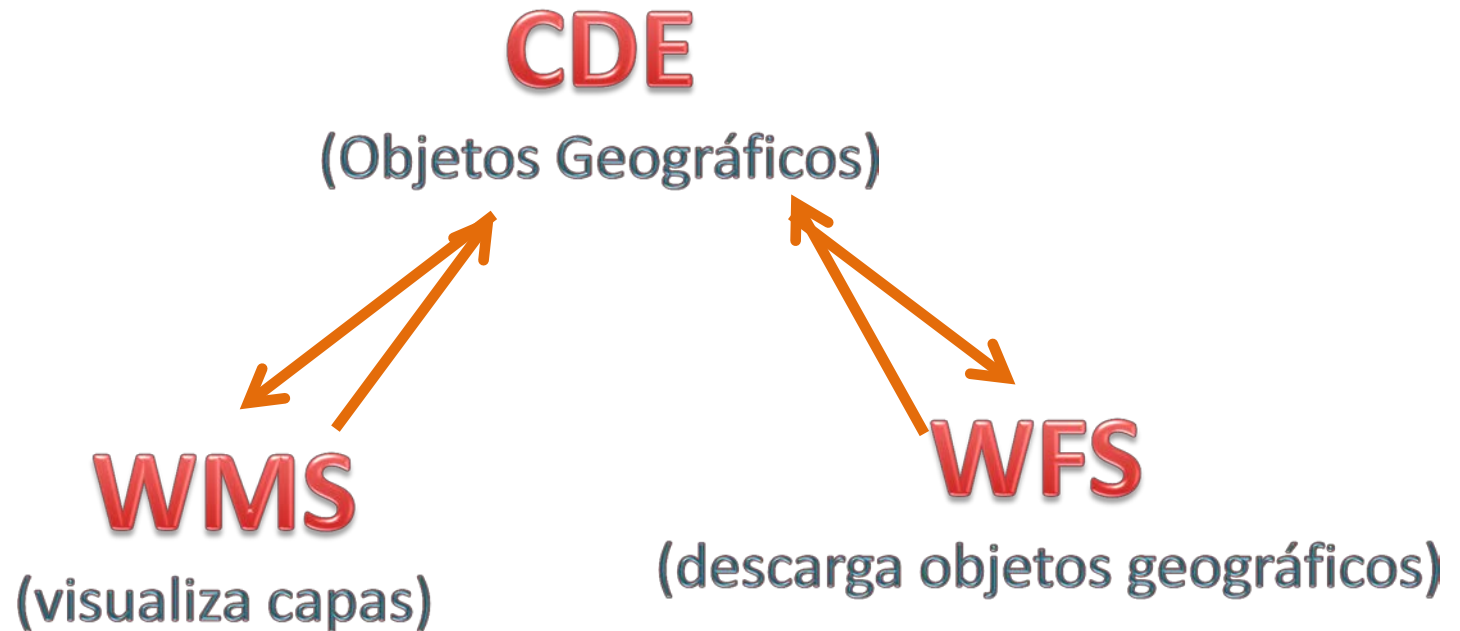 CDE
(Objetos Geográficos)
WMS
(visualiza capas)
WFS
(descarga objetos geográficos)